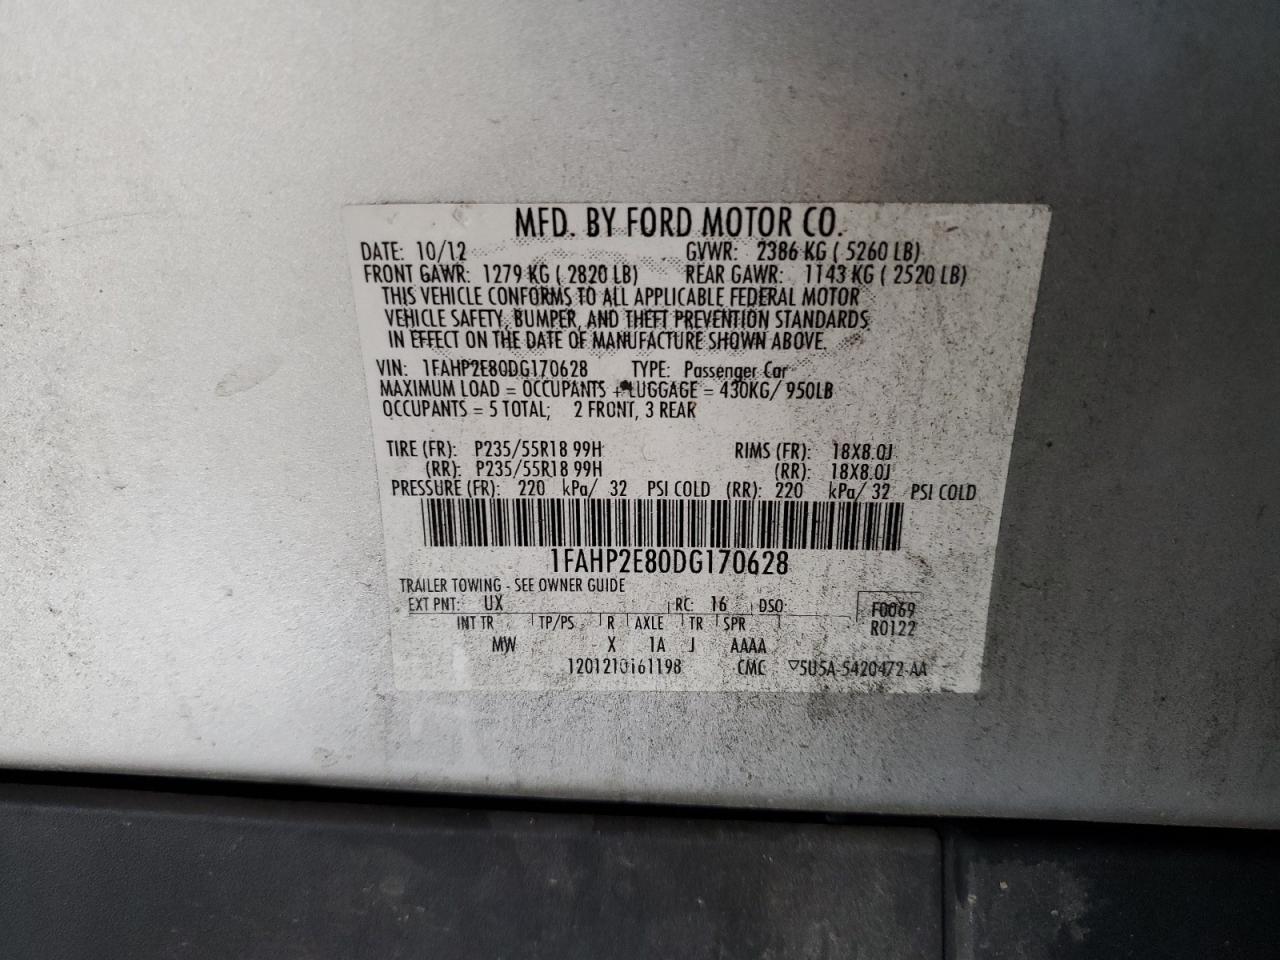 MFD. BY FORD MOTOR CO.
DATE: 10/12 GVWR: 2386 KG ( 5260 LB)
FRONT GAWR: 1279 KG ( 2820 LB) REAR GAWR: 1143 KG ( 2520 LB)
THIS VEHICLE CONFORMS TO ALL APPLICABLE FEDERAL MOTOR
VEHICLE SAFETY, BUMPER, AND THEFT PREVENTION STANDARDS
IN EFFECT ON THE DATE OF MANUFACTURE SHOWN ABOVE.
VIN: 1FAHP2E80DG170628 TYPE: Passenger Car
MAXIMUM LOAD = OCCUPANTS + LUGGAGE = 430KG/ 950LB
OCCUPANTS = 5 TOTAL; 2 FRONT, 3 REAR
TIRE (FR): P235/55R18 99H RIMS (FR): 18X8.0J
(RR): P235/55R18 99H (RR): 18X8.0J
PRESSURE (FR): 220 kPa/ 32 PSI COLD (RR): 220 kPa/ 32 PSI COLD
1FAHP2E80DG170628
TRAILER TOWING - SEE OWNER GUIDE
EXT PNT: UX RC: 16 DSO: F0069
INT TR TP/PS R AXLE TR SPR R0122
MW X 1A J AAAA
1201210161198 CMC ▽5U5A-5420472-AA